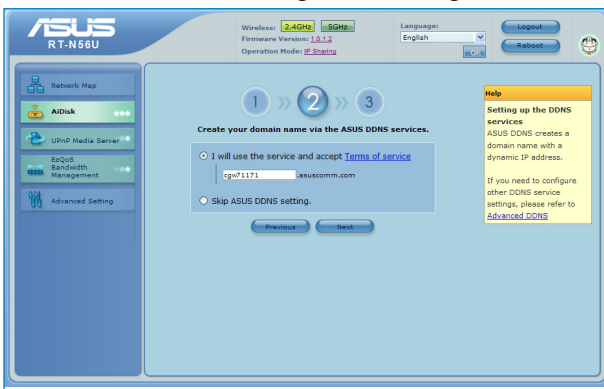 ASUS
RT-N56U
Wireless: 2.4GHz 5GHz
Firmware Version: 1.0.1.2
Operation Mode: IP Sharing
Language:
English
OK
Logout
Reboot
Network Map
AiDisk
UPnP Media Server
EzQoS
Bandwidth
Management
Advanced Setting
1 » 2 » 3
Create your domain name via the ASUS DDNS services.
I will use the service and accept Terms of service
cgw71171 .asuscomm.com
Skip ASUS DDNS setting.
Previous Next
Help
Setting up the DDNS
services
ASUS DDNS creates a
domain name with a
dynamic IP address.
If you need to configure
other DDNS service
settings, please refer to
Advanced DDNS